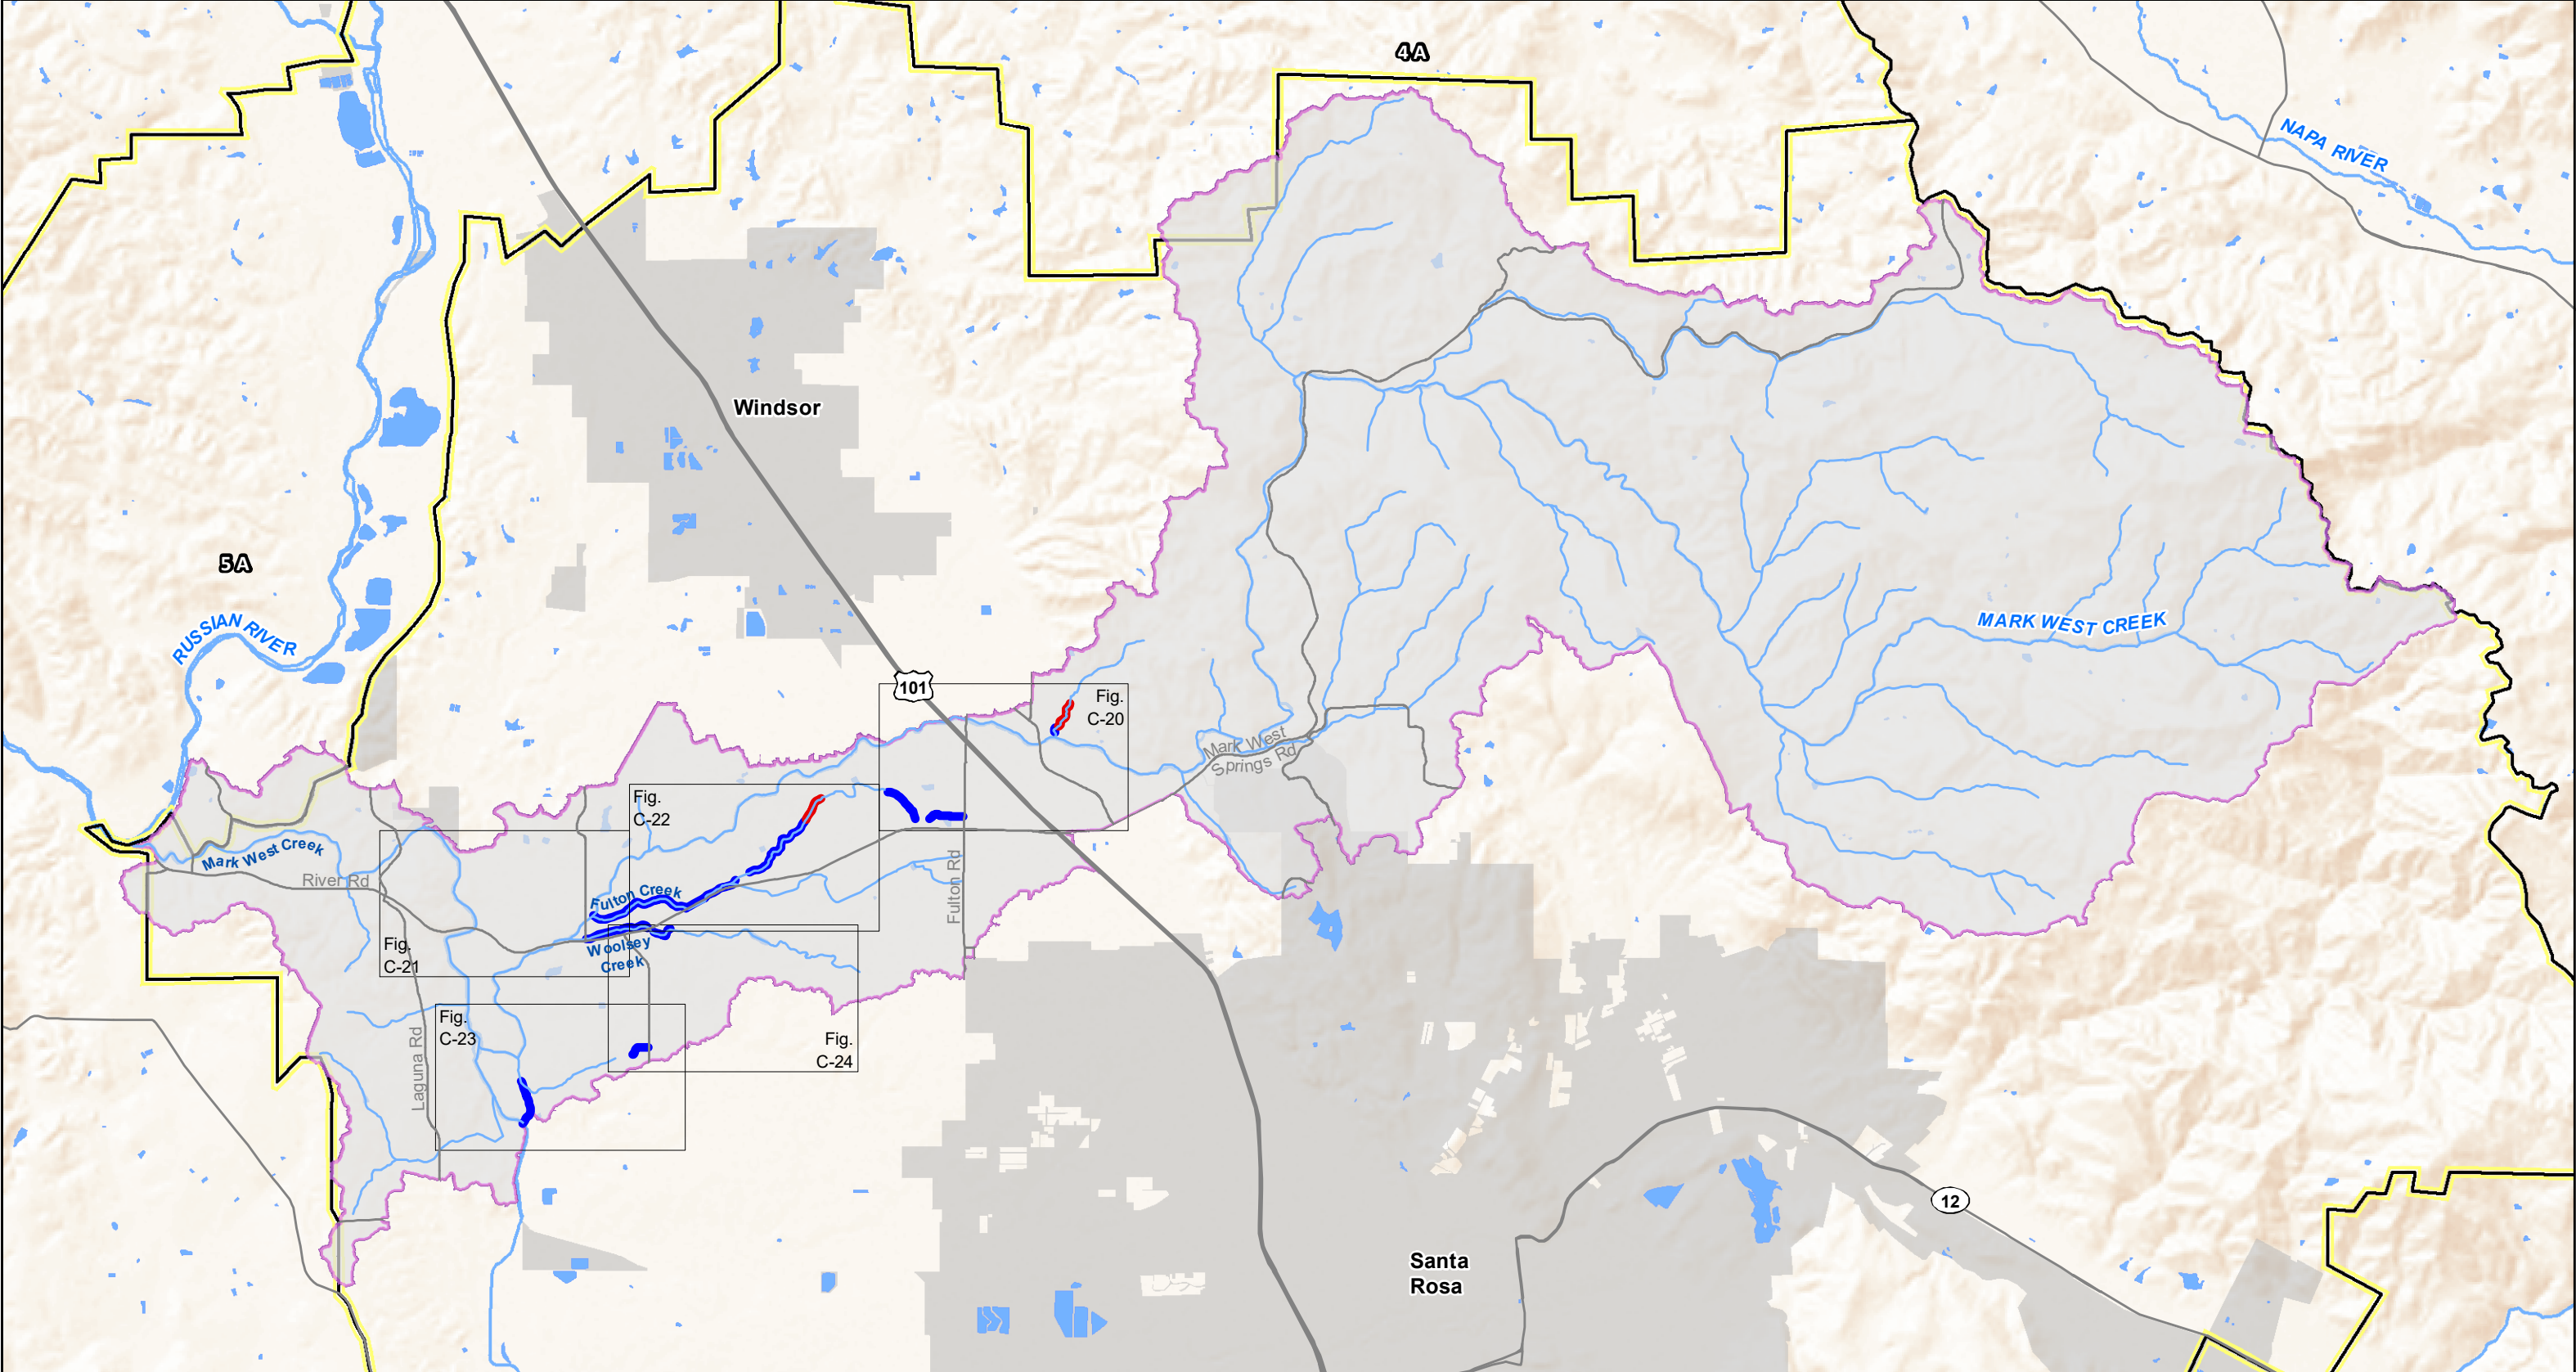 4 A
NAPA RIVER
Windsor
5 A
RUSSIAN RIVER
MARK WEST CREEK
101
Fig.
C-20
Mark West
Springs Rd
Fig.
C-22
Mark West Creek
River Rd
Fulton Creek
Fulton Rd
Fig.
C-21
Woolsey
Creek
Fig.
C-23
Laguna Rd
Fig.
C-24
12
Santa
Rosa